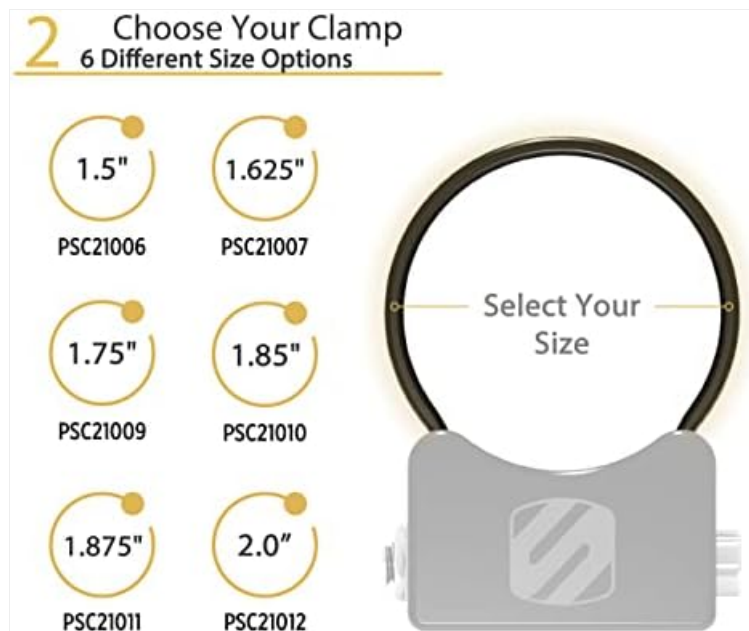 2 Choose Your Clamp
6 Different Size Options
1.5" 1.625"
PSC21006 PSC21007
Select Your
Size
1.75" 1.85"
PSC21009 PSC21010
1.875" 2.0"
PSC21011 PSC21012